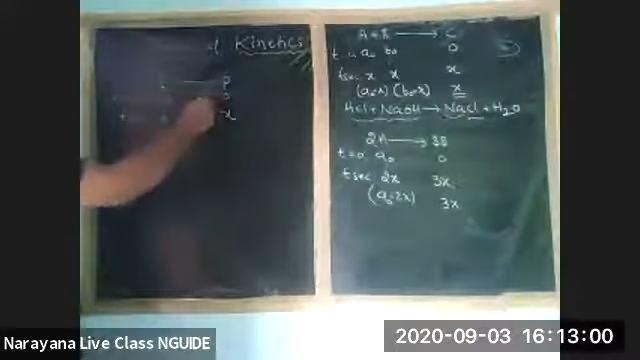 Kinetics
P
x
A + B → C
t=0 a₀ b₀ 0
t sec x x x
(a₀-x) (b₀-x) x
HCl + NaOH → NaCl + H₂O
2A → 3B
t=0 a₀ 0
t sec 2x 3x
(a₀-2x) 3x
Narayana Live Class NGUIDE
2020-09-03 16:13:00